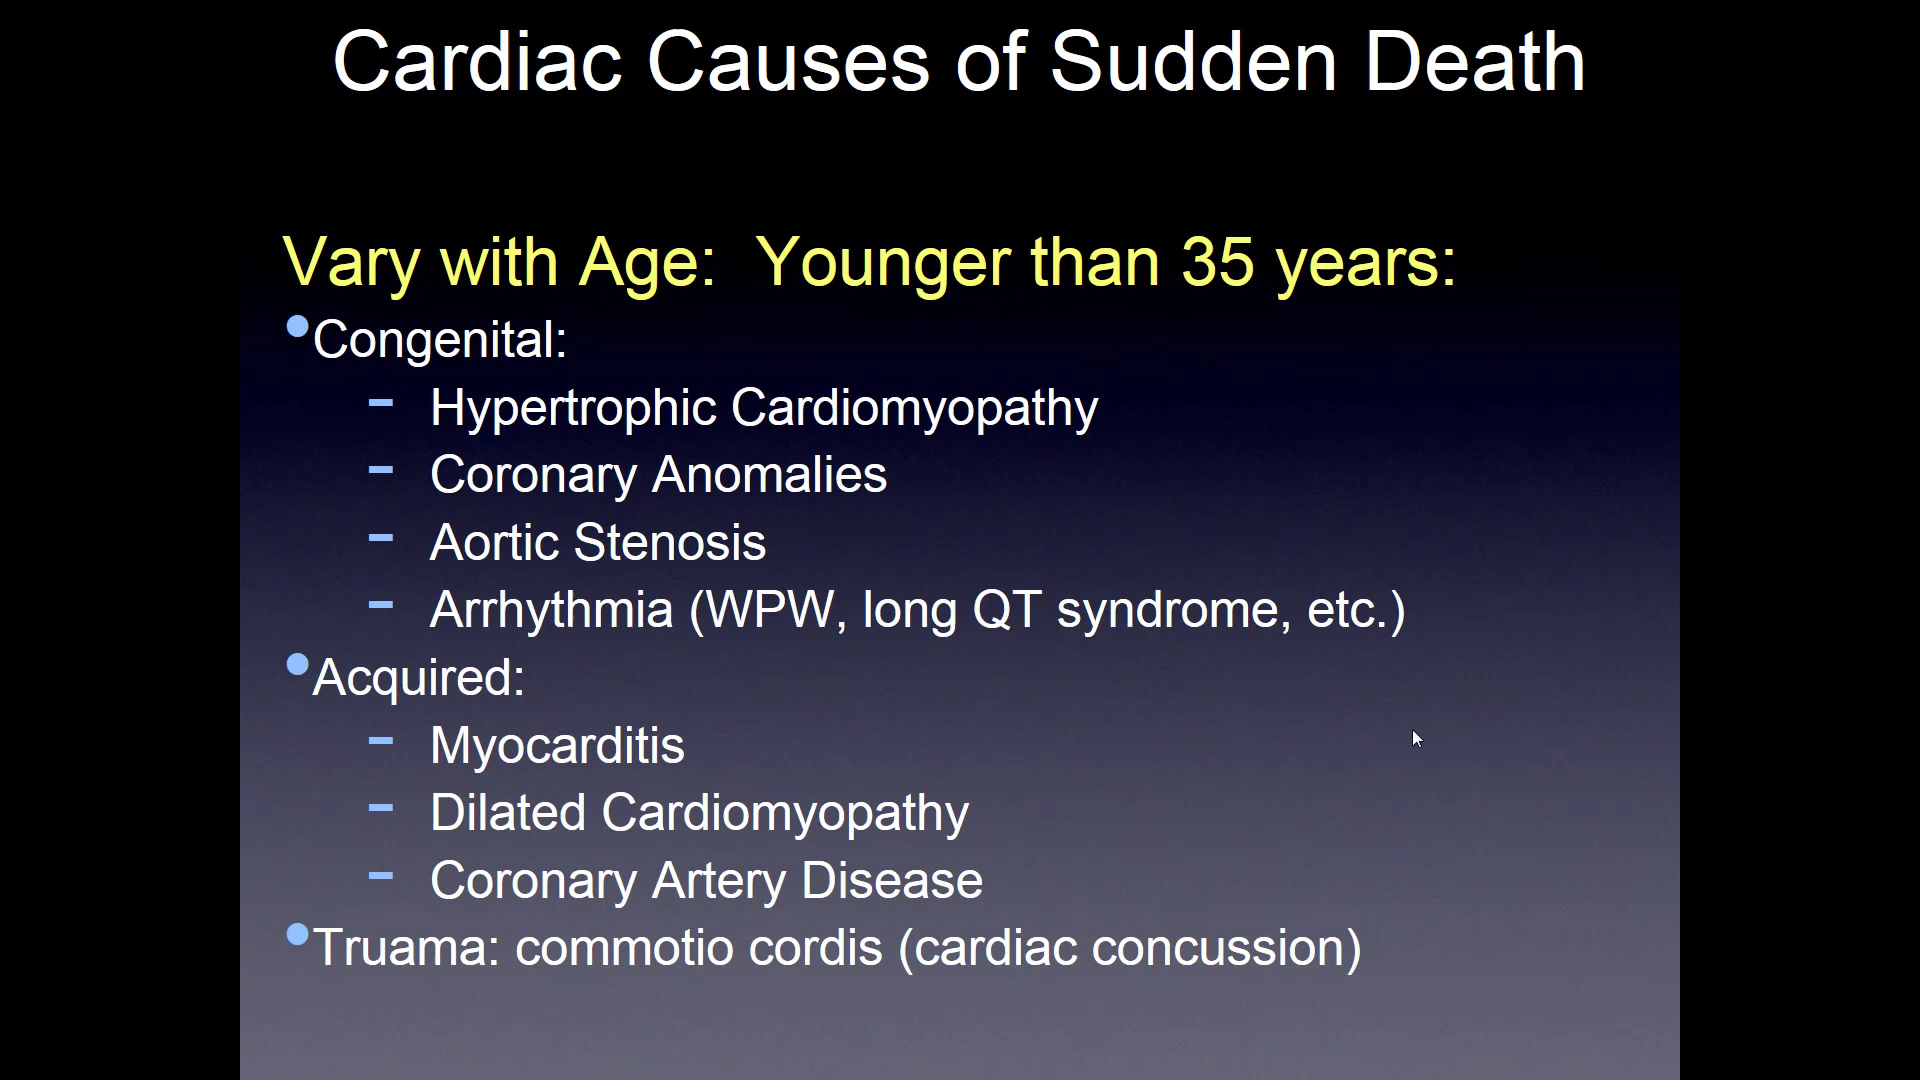 Cardiac Causes of Sudden Death
Vary with Age: Younger than 35 years:
•Congenital:
- Hypertrophic Cardiomyopathy
- Coronary Anomalies
- Aortic Stenosis
- Arrhythmia (WPW, long QT syndrome, etc.)
•Acquired:
- Myocarditis
- Dilated Cardiomyopathy
- Coronary Artery Disease
•Truama: commotio cordis (cardiac concussion)